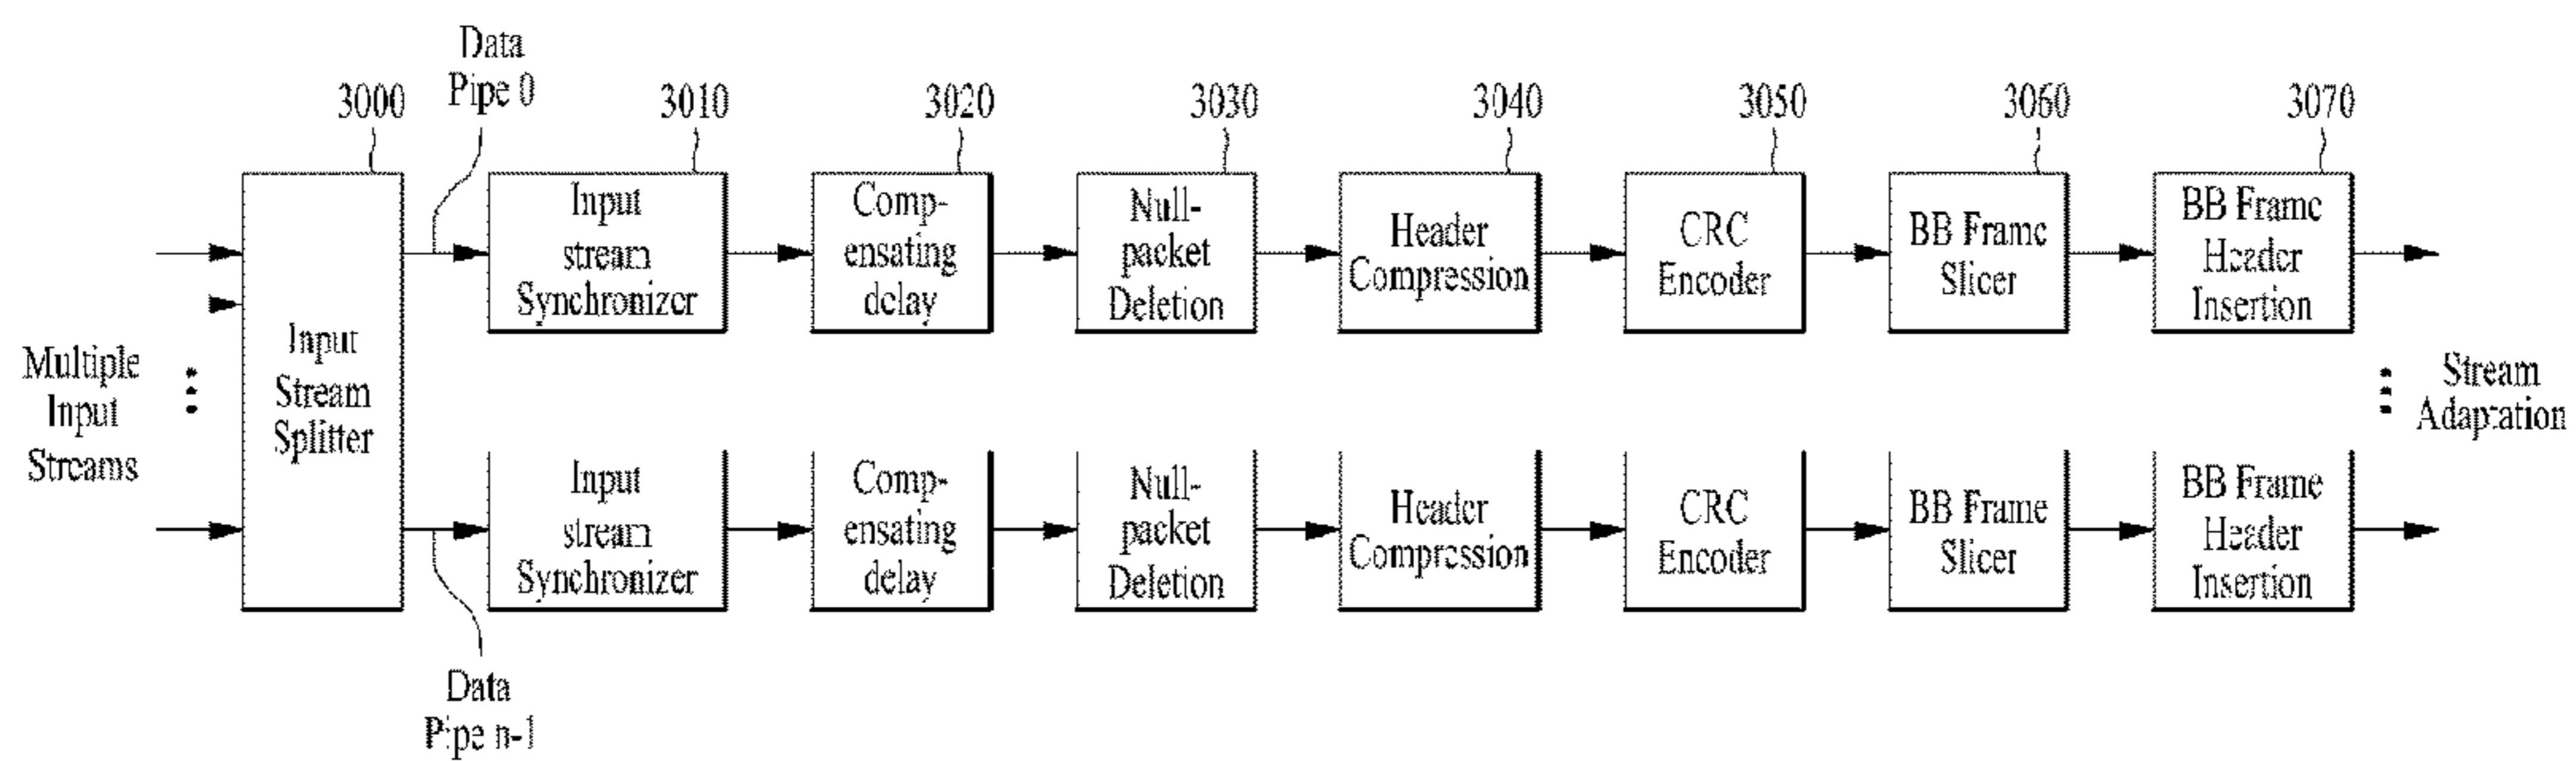 Data
Pipe 0
3000
3010
3020
3030
3040
3050
3060
3070
Multiple
Input
Streams
Input
Stream
Splitter
Input
stream
Synchronizer
Comp-
ensating
delay
Null-
packet
Deletion
Header
Compression
CRC
Encoder
BB Frame
Slicer
BB Frame
Header
Insertion
Stream
Adaptation
Input
stream
Synchronizer
Comp-
ensating
delay
Null-
packet
Deletion
Header
Compression
CRC
Encoder
BB Frame
Slicer
BB Frame
Header
Insertion
Data
Pipe n-1